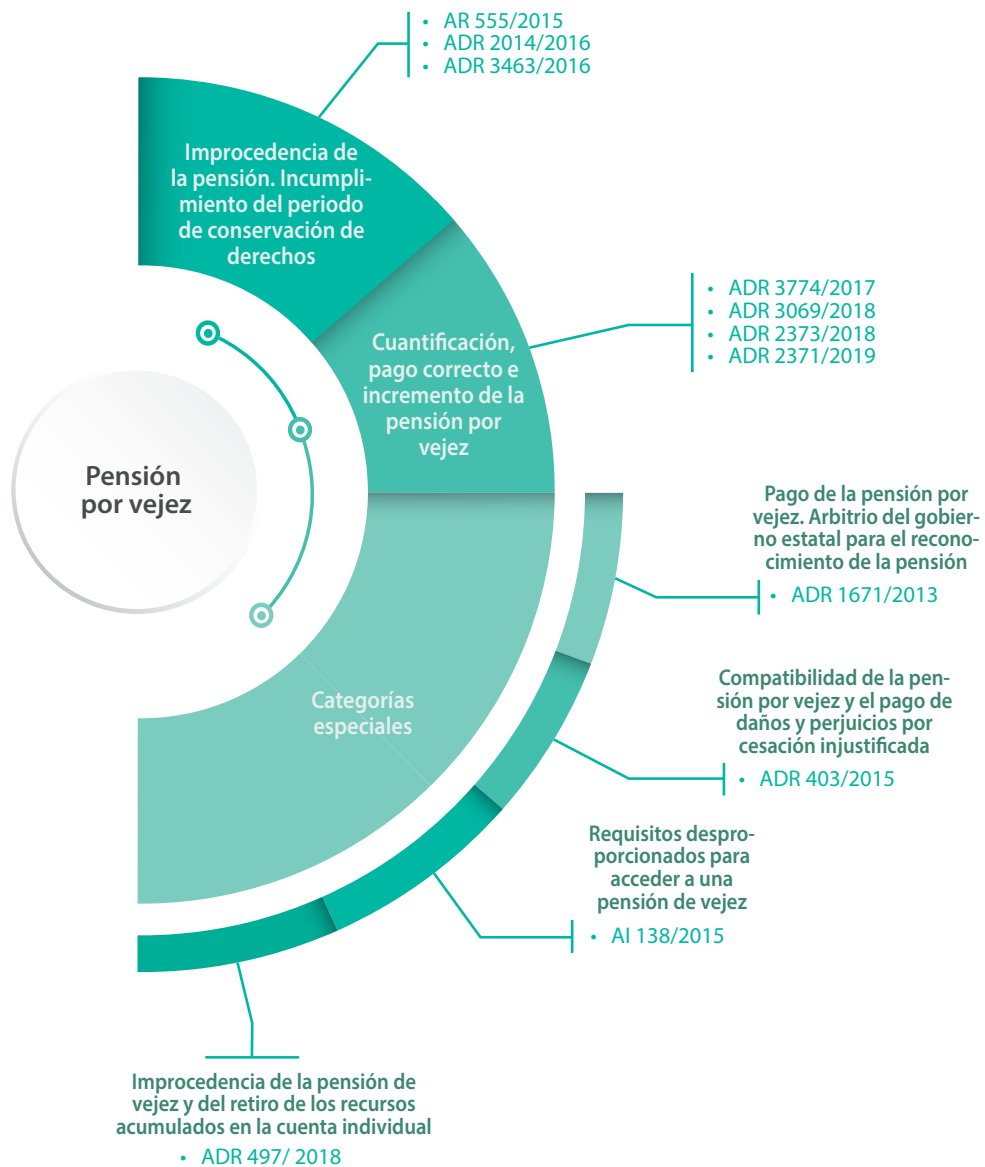 • AR 555/2015
• ADR 2014/2016
• ADR 3463/2016
Improcedencia de
la pensión. Incumpli-
miento del periodo
de conservación de
derechos
• ADR 3774/2017
• ADR 3069/2018
• ADR 2373/2018
• ADR 2371/2019
Cuantificación,
pago correcto e
incremento de la
pensión por
vejez
Pensión
por vejez
Pago de la pensión por
vejez. Arbitrio del gobier-
no estatal para el recono-
cimiento de la pensión
• ADR 1671/2013
Categorías
especiales
Compatibilidad de la pen-
sión por vejez y el pago de
daños y perjuicios por
cesación injustificada
• ADR 403/2015
Requisitos despro-
porcionados para
acceder a una
pensión de vejez
• AI 138/2015
Improcedencia de la pensión de
vejez y del retiro de los recursos
acumulados en la cuenta individual
• ADR 497/ 2018